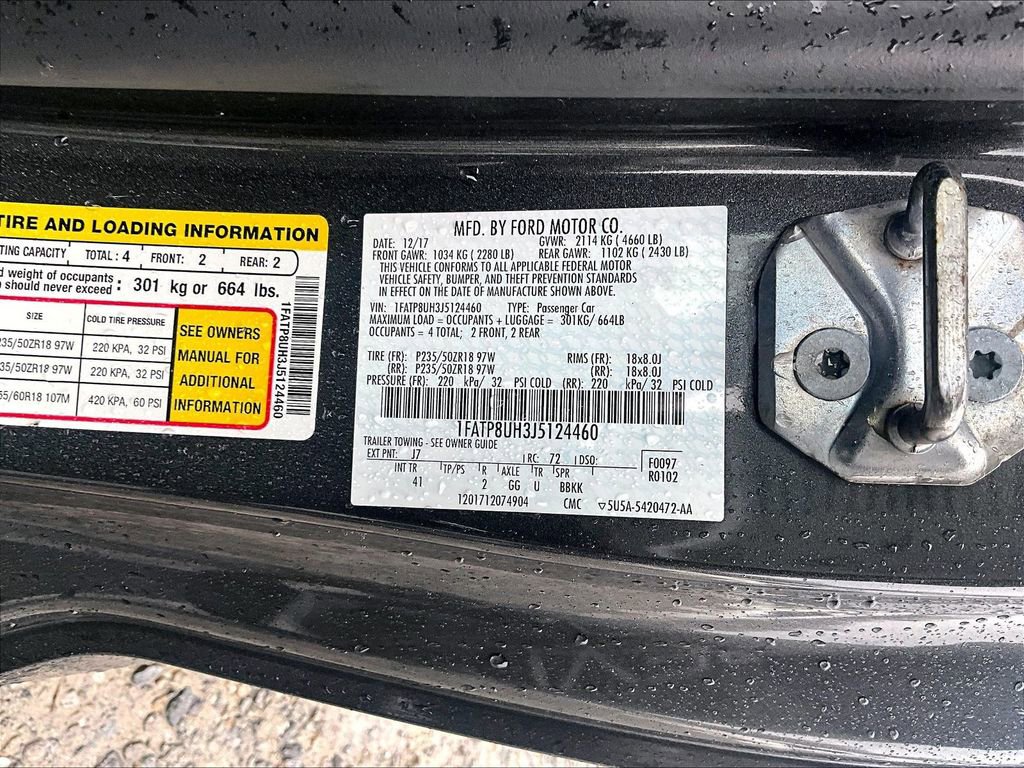 TIRE AND LOADING INFORMATION
TING CAPACITY TOTAL: 4 FRONT: 2 REAR: 2
d weight of occupants
should never exceed : 301 kg or 664 lbs.
SIZE COLD TIRE PRESSURE
235/50ZR18 97W 220 KPA, 32 PSI
235/50ZR18 97W 220 KPA, 32 PSI
55/60R18 107M 420 KPA, 60 PSI
SEE OWNERS
MANUAL FOR
ADDITIONAL
INFORMATION
1FATP8UH3J5124460
MFD. BY FORD MOTOR CO.
DATE: 12/17 GVWR: 2114 KG ( 4660 LB)
FRONT GAWR: 1034 KG ( 2280 LB) REAR GAWR: 1102 KG ( 2430 LB)
THIS VEHICLE CONFORMS TO ALL APPLICABLE FEDERAL MOTOR
VEHICLE SAFETY, BUMPER, AND THEFT PREVENTION STANDARDS
IN EFFECT ON THE DATE OF MANUFACTURE SHOWN ABOVE.
VIN: 1FATP8UH3J5124460 TYPE: Passenger Car
MAXIMUM LOAD = OCCUPANTS + LUGGAGE = 301KG/ 664LB
OCCUPANTS = 4 TOTAL; 2 FRONT, 2 REAR
TIRE (FR): P235/50ZR18 97W RIMS (FR): 18x8.0J
(RR): P235/50ZR18 97W (RR): 18x8.0J
PRESSURE (FR): 220 kPa/ 32 PSI COLD (RR): 220 kPa/ 32 PSI COLD
1FATP8UH3J5124460
TRAILER TOWING - SEE OWNER GUIDE
EXT PNT: J7 RC: 72 DSO: F0097
INT TR TP/PS R AXLE TR SPR R0102
41 2 GG U BBKK
1201712074904 CMC ▽5U5A-5420472-AA